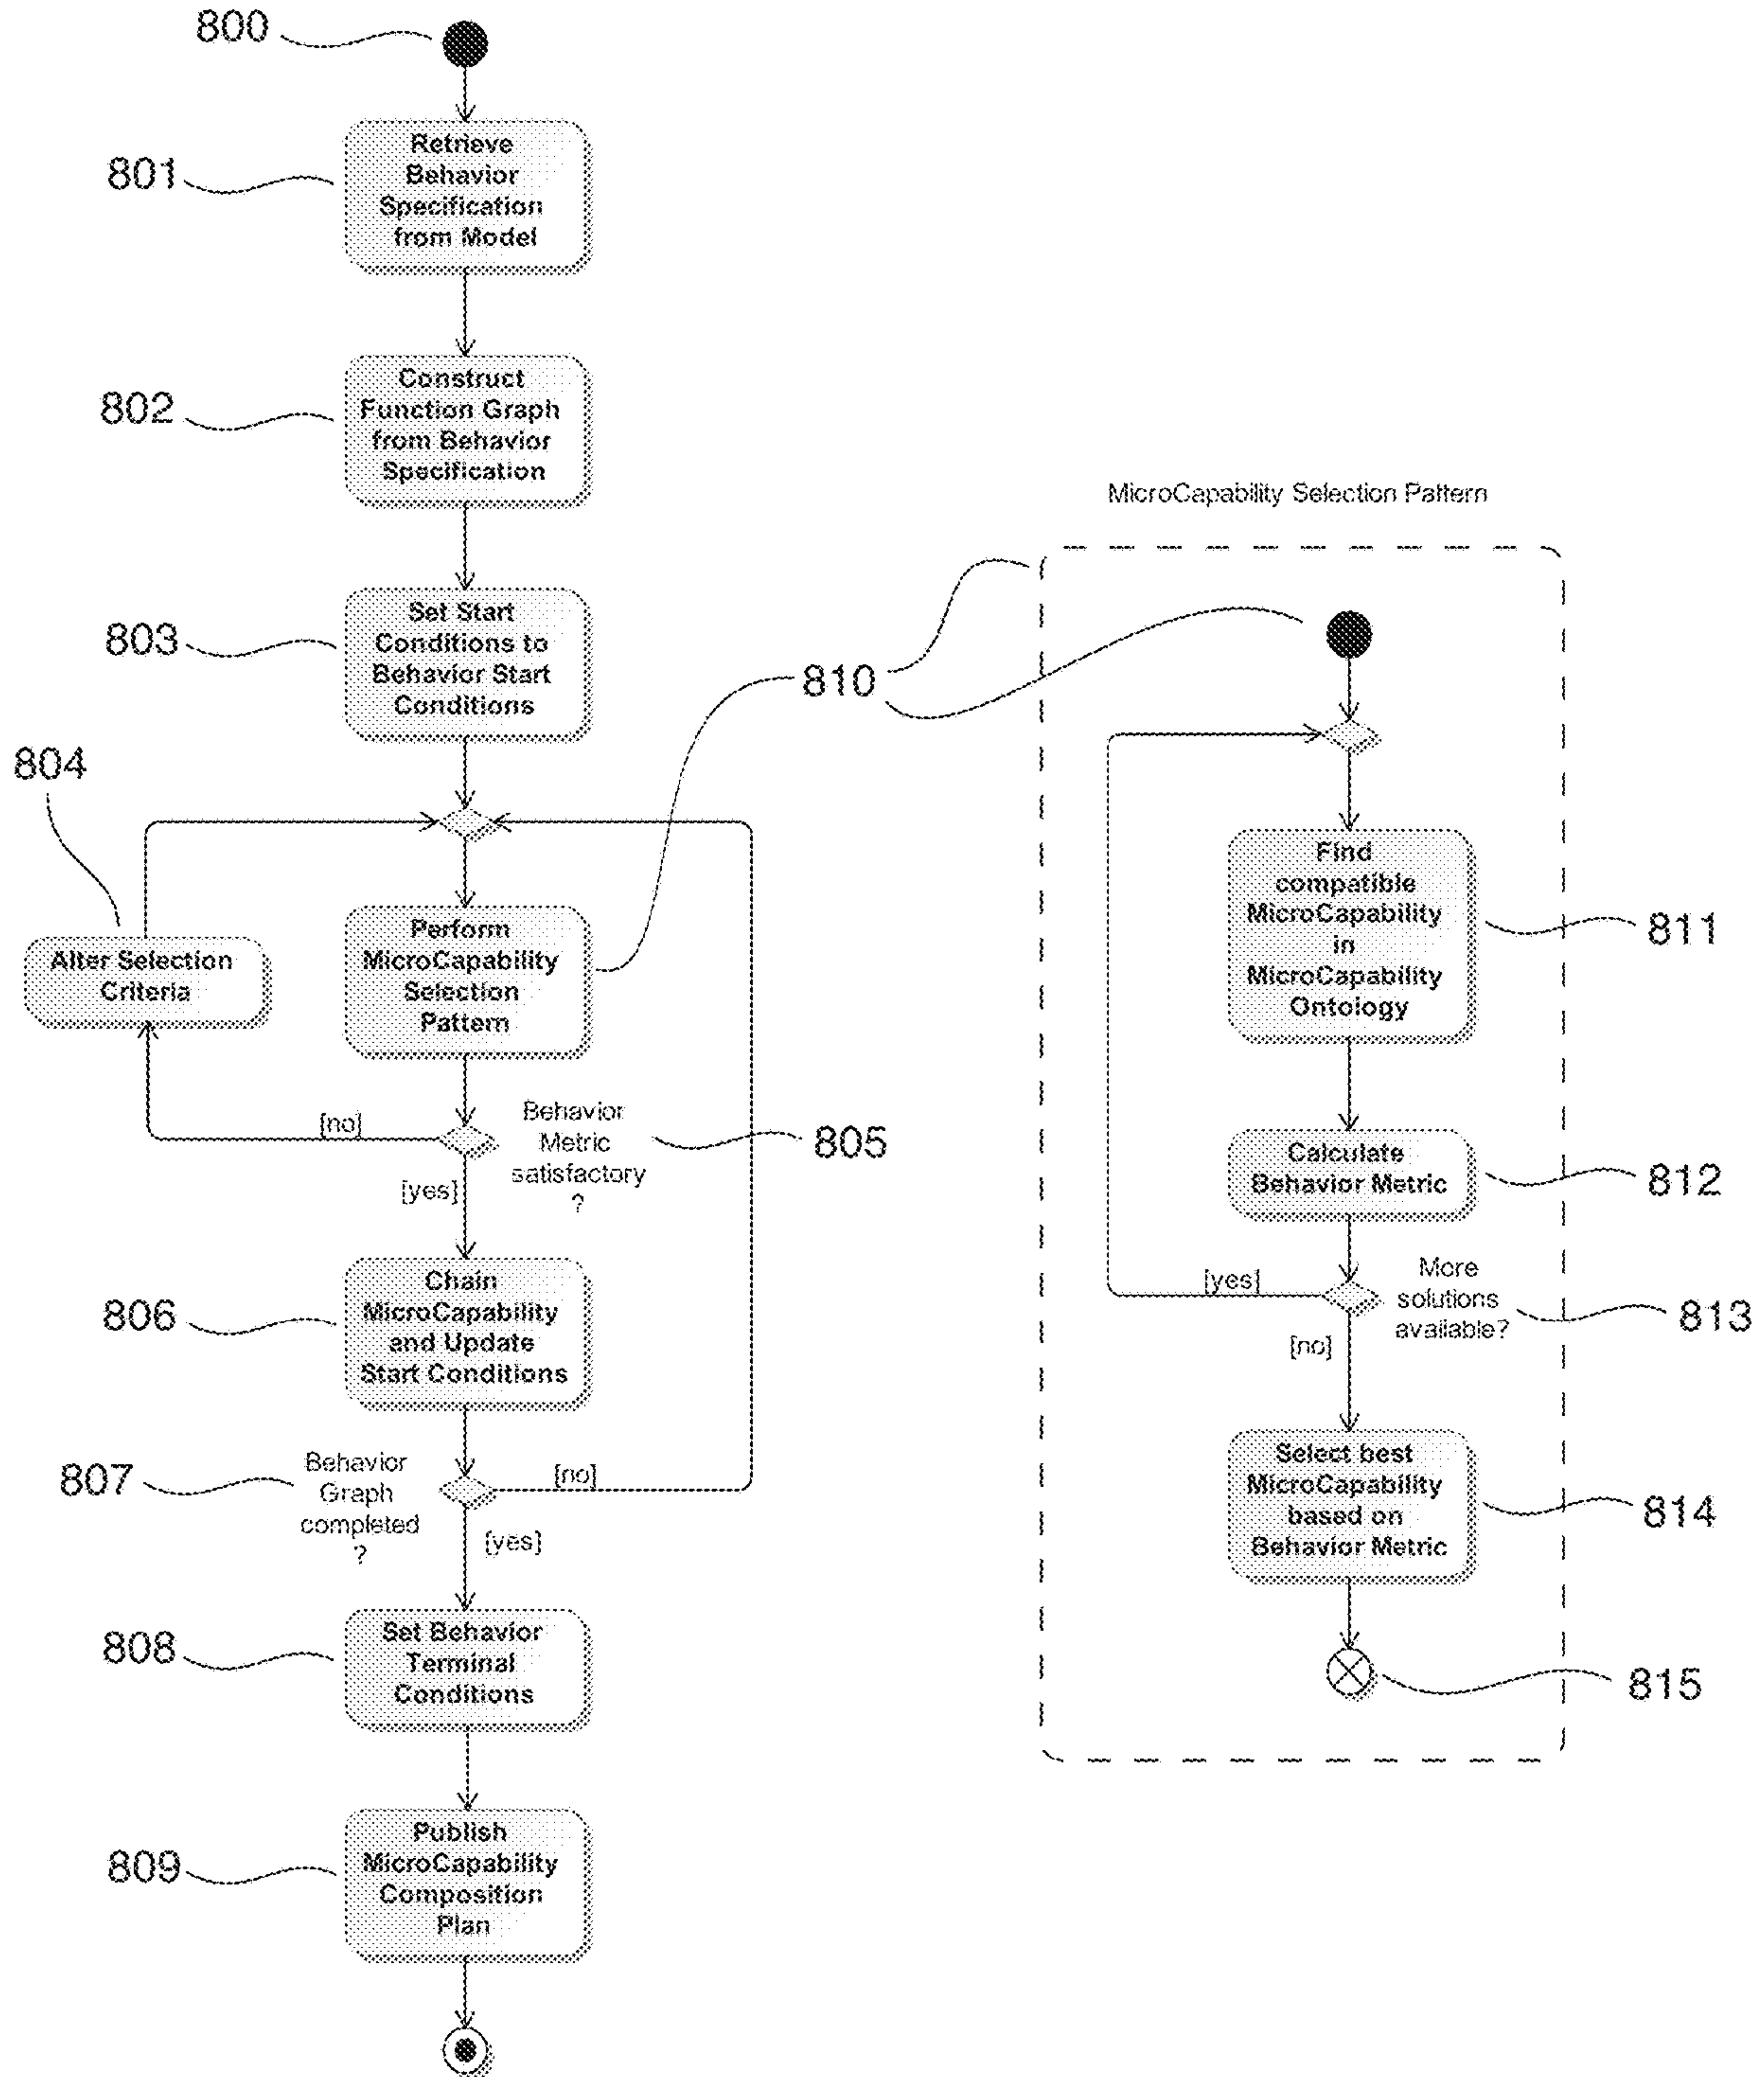 800
801
Retrieve
Behavior
Specification
from Model
802
Construct
Function Graph
from Behavior
Specification
803
Set Start
Conditions to
Behavior Start
Conditions
804
Alter Selection
Criteria
810
Perform
MicroCapability
Selection
Pattern
[no]
Behavior
Metric
satisfactory
?
805
[yes]
806
Chain
MicroCapability
and Update
Start Conditions
807
Behavior
Graph
completed
?
[no]
[yes]
808
Set Behavior
Terminal
Conditions
809
Publish
MicroCapability
Composition
Plan
MicroCapability Selection Pattern
Find
compatible
MicroCapability
in
MicroCapability
Ontology
811
Calculate
Behavior Metric
812
[yes]
More
solutions
available?
813
[no]
Select best
MicroCapability
based on
Behavior Metric
814
815